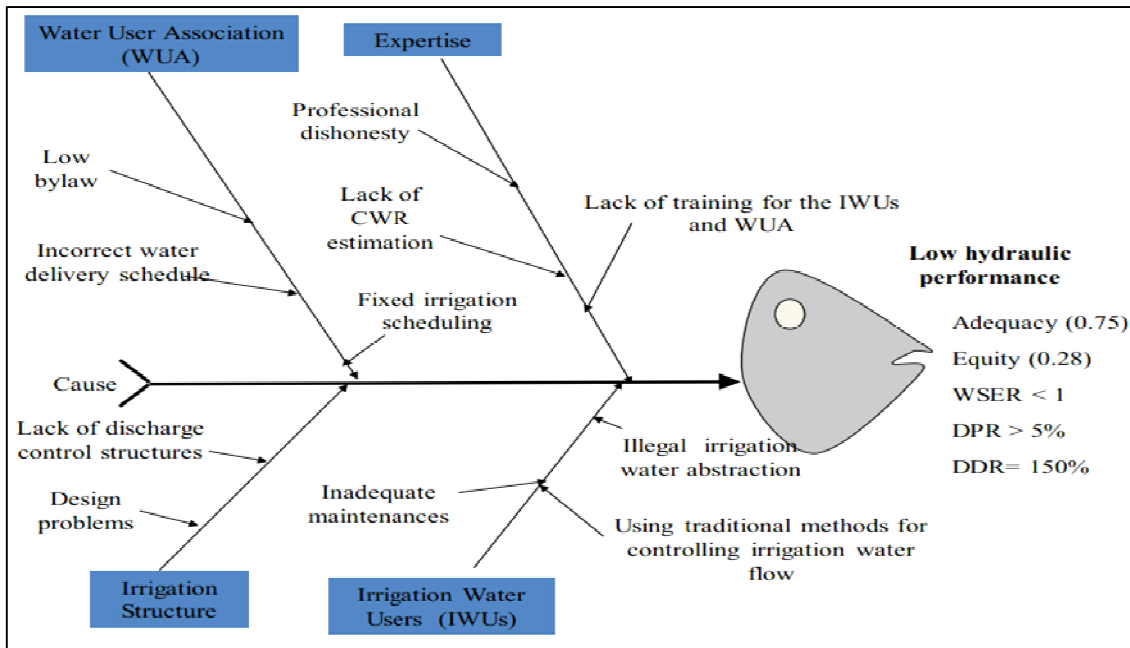 Water User Association
(WUA)
Expertise
Professional
dishonesty
Low
bylaw
Lack of
CWR
estimation
Lack of training for the IWUs
and WUA
Incorrect water
delivery schedule
Fixed irrigation
scheduling
Low hydraulic
performance
Adequacy (0.75)
Equity (0.28)
WSER < 1
DPR > 5%
DDR= 150%
Cause
Lack of discharge
control structures
Design
problems
Illegal irrigation
water abstraction
Inadequate
maintenances
Using traditional methods for
controlling irrigation water
flow
Irrigation
Structure
Irrigation Water
Users (IWUs)